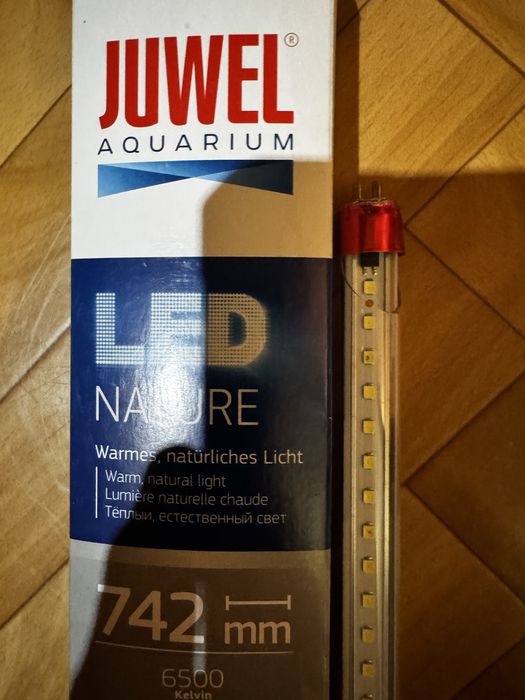 JUWEL®
AQUARIUM
LED
NATURE
Warmes, natürliches Licht
Warm, natural light
Lumière naturelle chaude
Тёплый, естественный свет
742 mm
6500
Kelvin